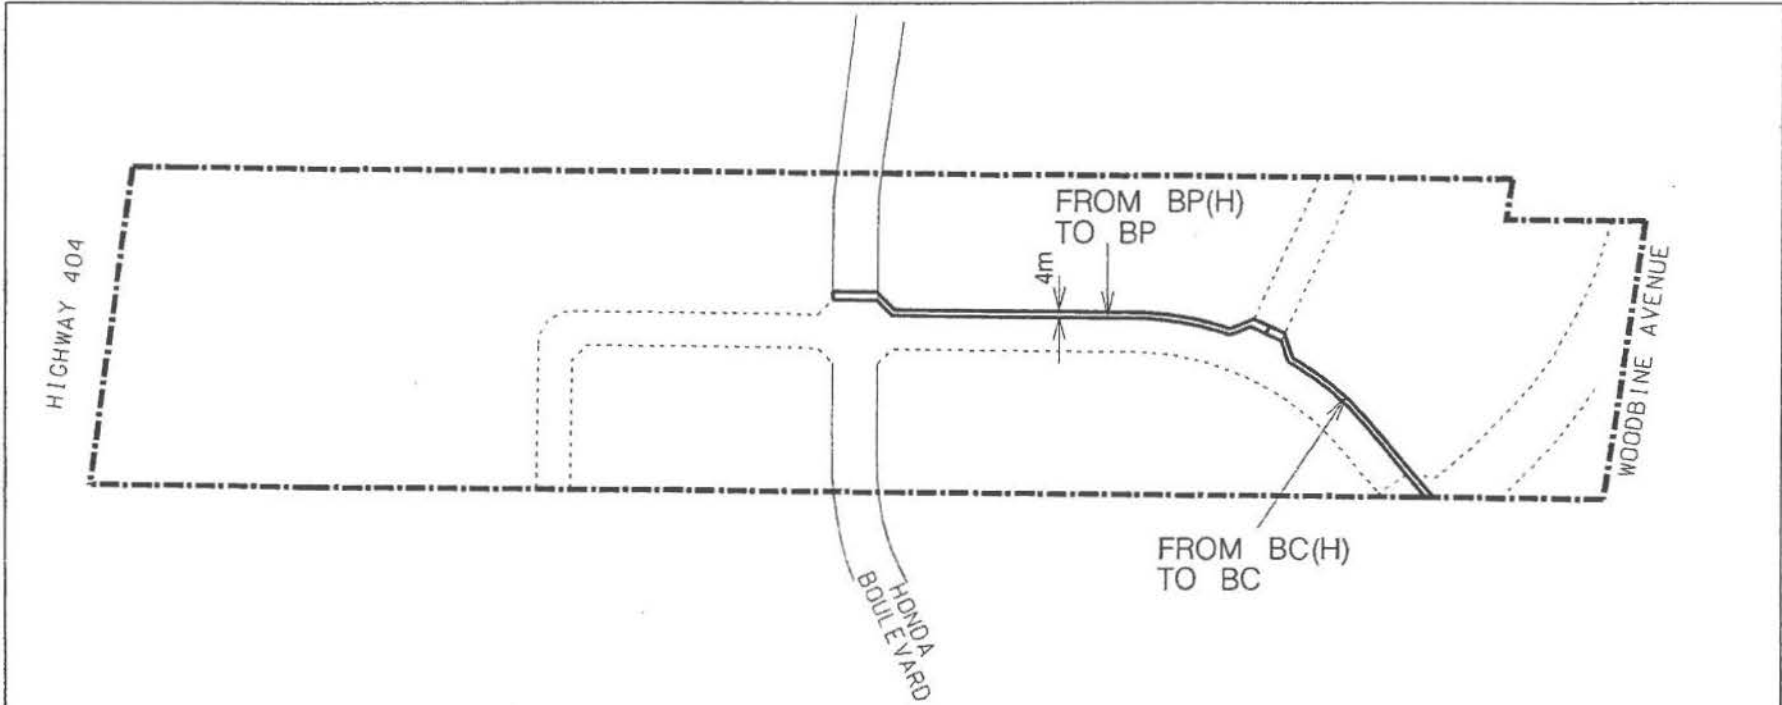 FROM BP(H)
TO BP
4m
HIGHWAY 404
WOODBINE AVENUE
FROM BC(H)
TO BC
HONDA
BOULEVARD